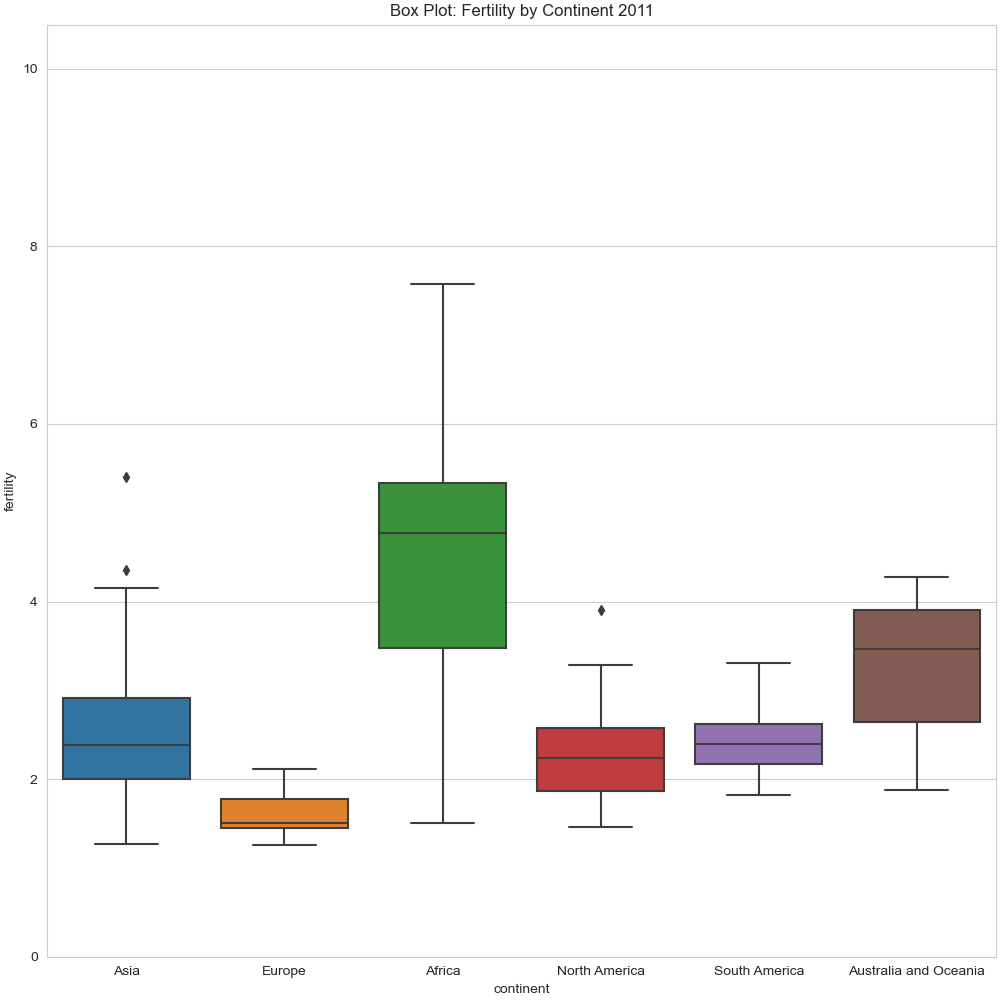 Box Plot: Fertility by Continent 2011
10
8
6
4
2
0
fertility
Asia
Europe
Africa
North America
South America
Australia and Oceania
continent